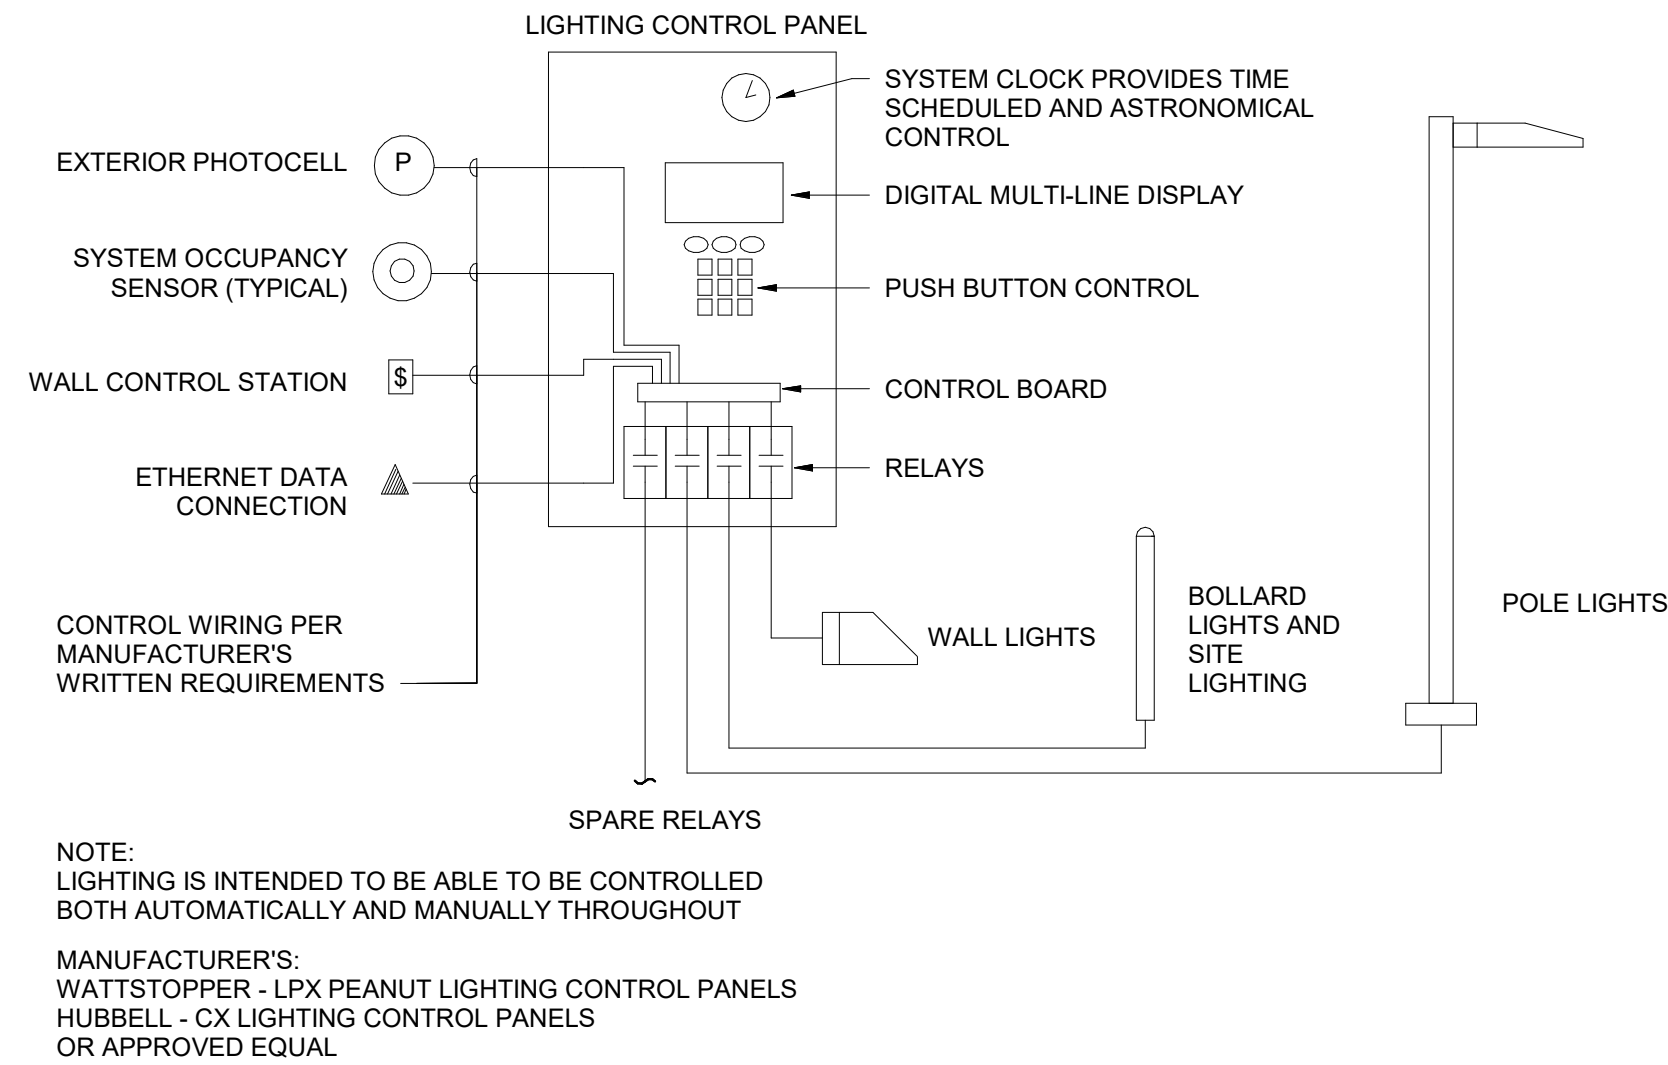 LIGHTING CONTROL PANEL
SYSTEM CLOCK PROVIDES TIME
SCHEDULED AND ASTRONOMICAL
CONTROL
EXTERIOR PHOTOCELL
P
DIGITAL MULTI-LINE DISPLAY
SYSTEM OCCUPANCY
SENSOR (TYPICAL)
PUSH BUTTON CONTROL
WALL CONTROL STATION
$
CONTROL BOARD
RELAYS
ETHERNET DATA
CONNECTION
CONTROL WIRING PER
MANUFACTURER'S
WRITTEN REQUIREMENTS
WALL LIGHTS
BOLLARD
LIGHTS AND
SITE
LIGHTING
POLE LIGHTS
SPARE RELAYS
NOTE:
LIGHTING IS INTENDED TO BE ABLE TO BE CONTROLLED
BOTH AUTOMATICALLY AND MANUALLY THROUGHOUT
MANUFACTURER'S:
WATTSTOPPER - LPX PEANUT LIGHTING CONTROL PANELS
HUBBELL - CX LIGHTING CONTROL PANELS
OR APPROVED EQUAL